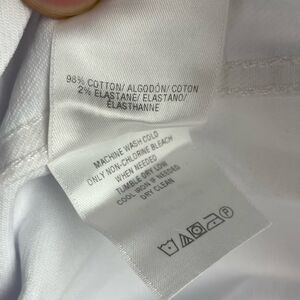 98% COTTON/ ALGODÓN/ COTON
2% ELASTANE/ ELASTANO/
ÉLASTHANNE
MACHINE WASH COLD
ONLY NON-CHLORINE BLEACH
WHEN NEEDED
TUMBLE DRY LOW
COOL IRON IF NEEDED
DRY CLEAN
P